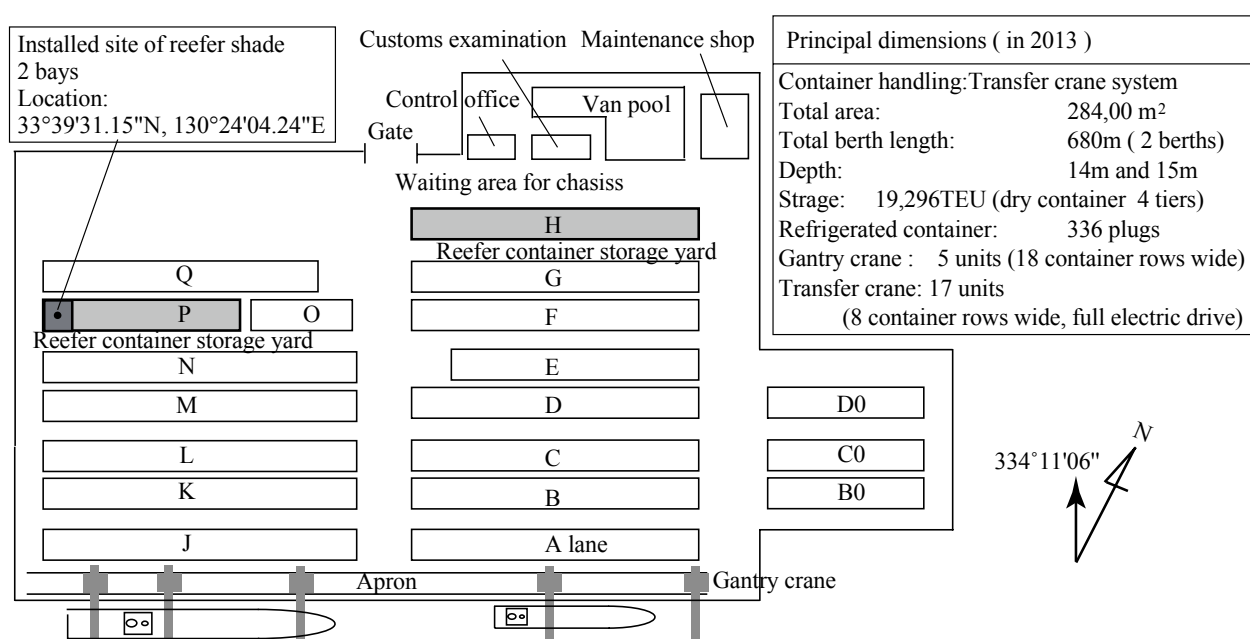 Installed site of reefer shade
2 bays
Location:
33°39'31.15"N, 130°24'04.24"E
Customs examination
Maintenance shop
Control office
Van pool
Gate
Waiting area for chasiss
Principal dimensions ( in 2013 )
Container handling:Transfer crane system
Total area: 284,00 m²
Total berth length: 680m ( 2 berths)
Depth: 14m and 15m
Strage: 19,296TEU (dry container 4 tiers)
Refrigerated container: 336 plugs
Gantry crane : 5 units (18 container rows wide)
Transfer crane: 17 units
(8 container rows wide, full electric drive)
H
Reefer container storage yard
Q
G
P
O
F
Reefer container storage yard
N
E
M
D
D0
L
C
C0
K
B
B0
J
A lane
Apron
Gantry crane
N
334°11'06"